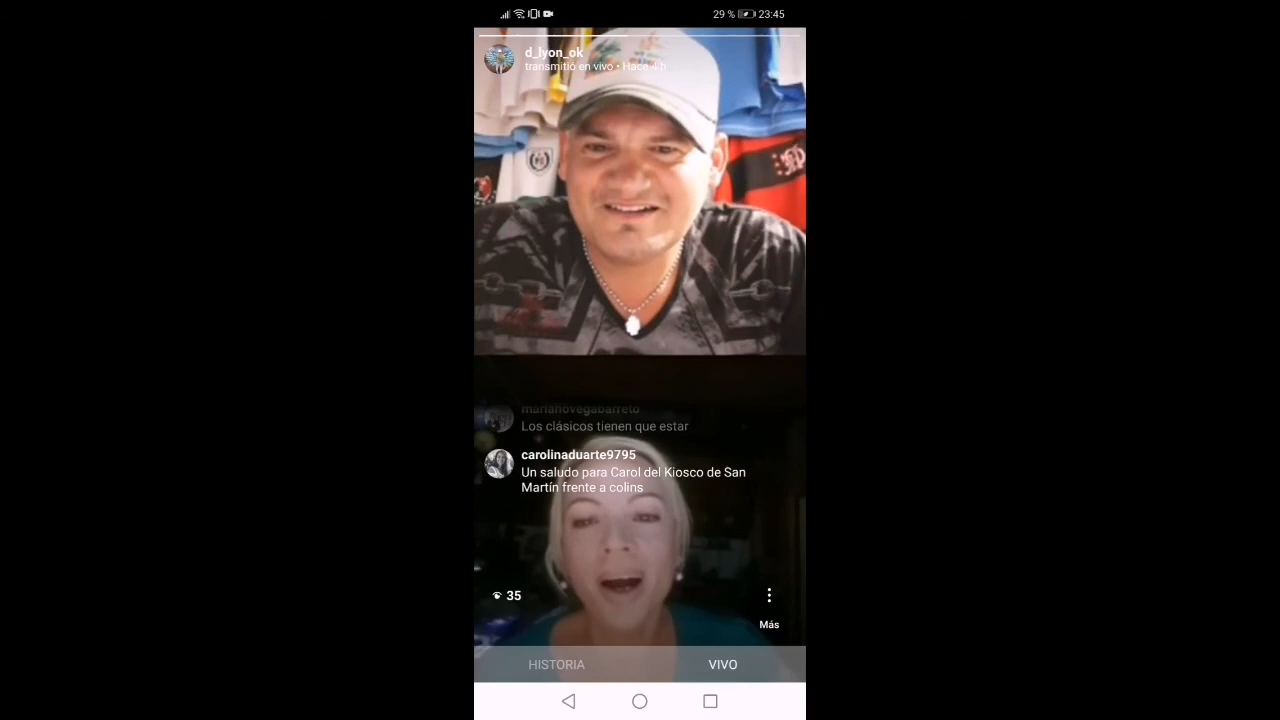 29 % 23:45
d_lyon_ok
transmitió en vivo • Hace 4 h
marianovegabarreto
Los clásicos tienen que estar
carolinaduarte9795
Un saludo para Carol del Kiosco de San
Martín frente a colins
35
Más
HISTORIA
VIVO